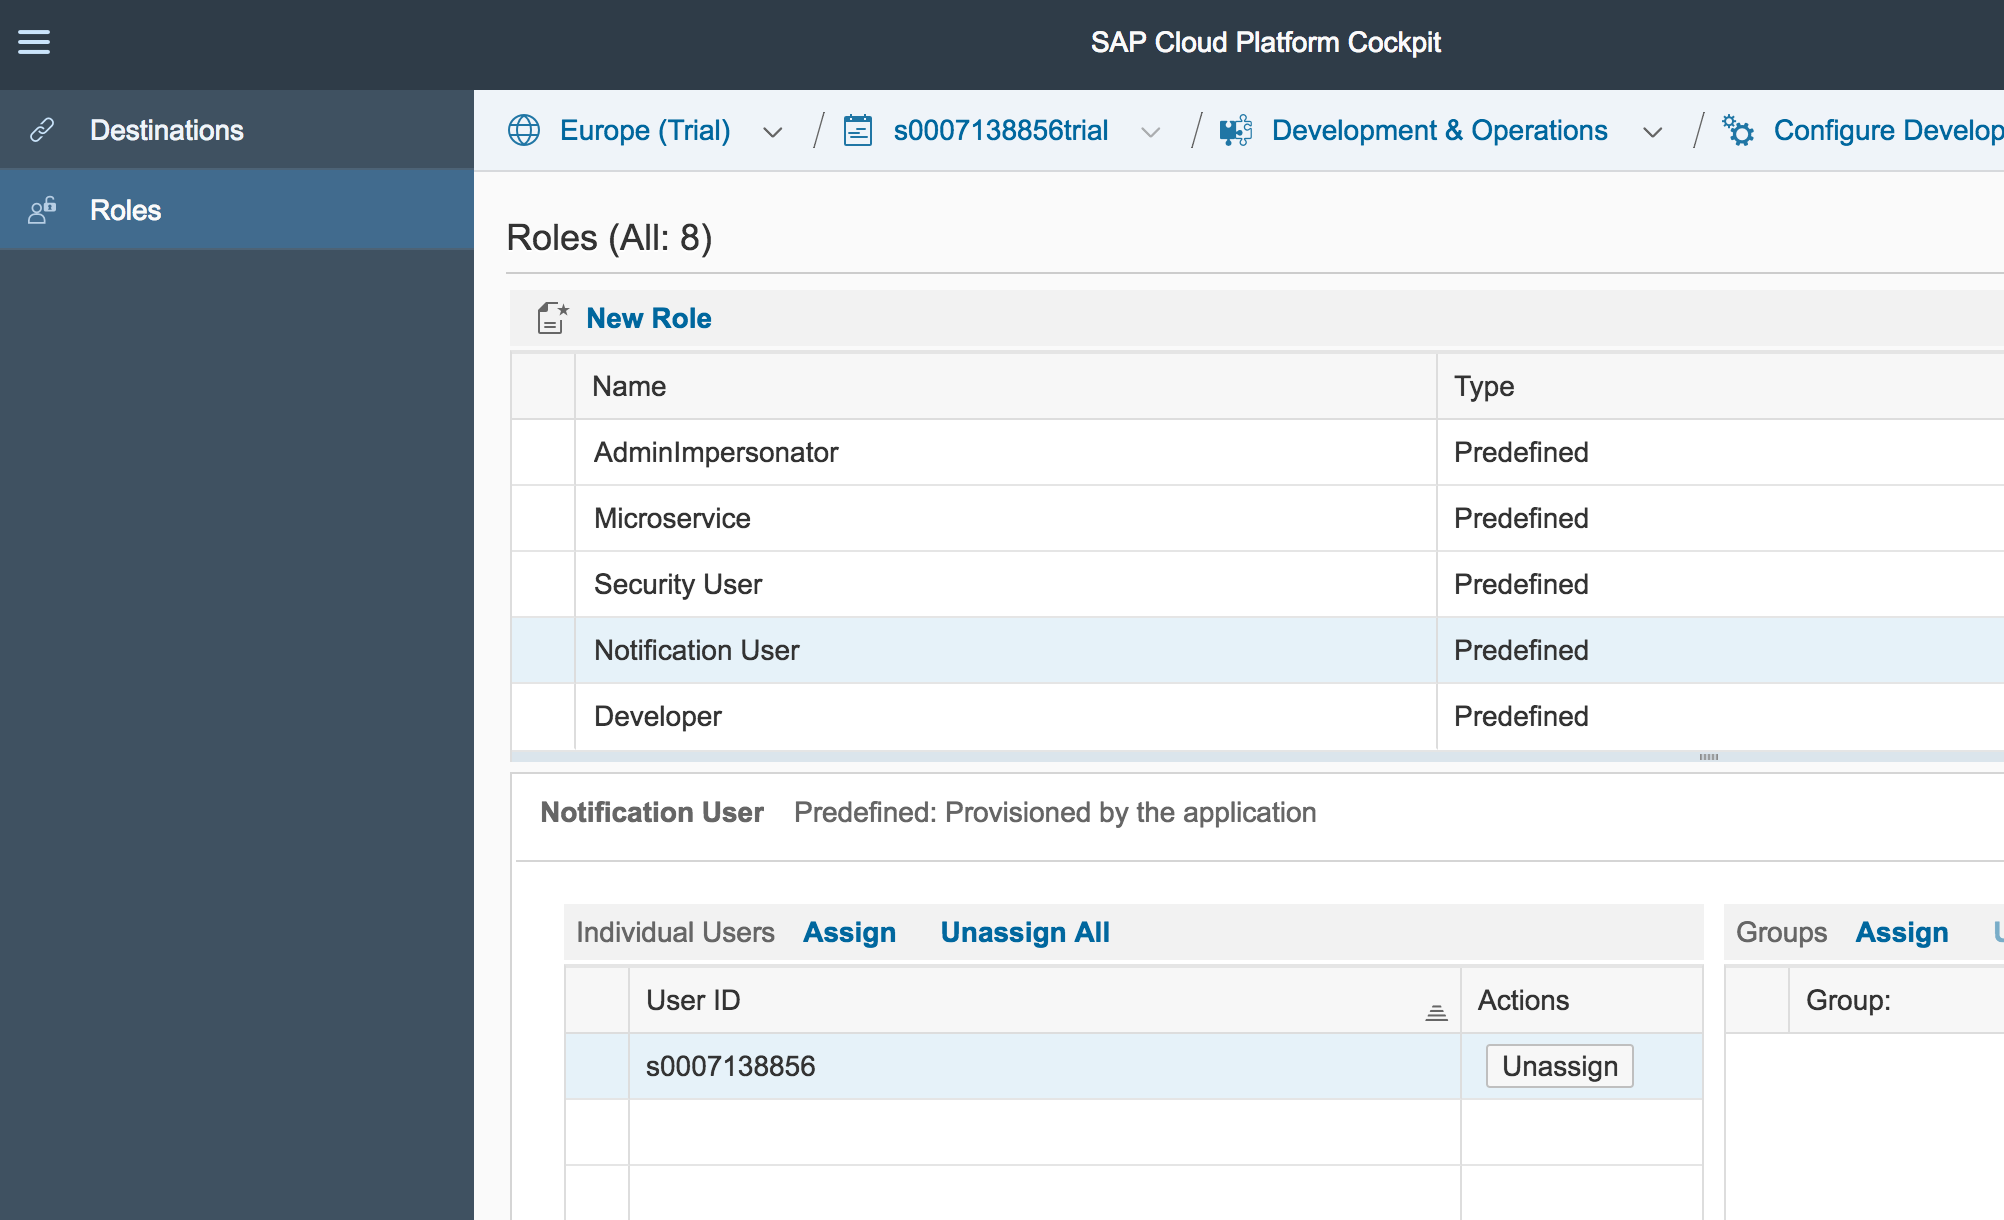 SAP Cloud Platform Cockpit
Destinations
Roles
Europe (Trial) / s0007138856trial / Development & Operations / Configure Develop
Roles (All: 8)
New Role
Name Type
AdminImpersonator Predefined
Microservice Predefined
Security User Predefined
Notification User Predefined
Developer Predefined
Notification User Predefined: Provisioned by the application
Individual Users Assign Unassign All
User ID Actions
s0007138856 Unassign
Groups Assign
Group: